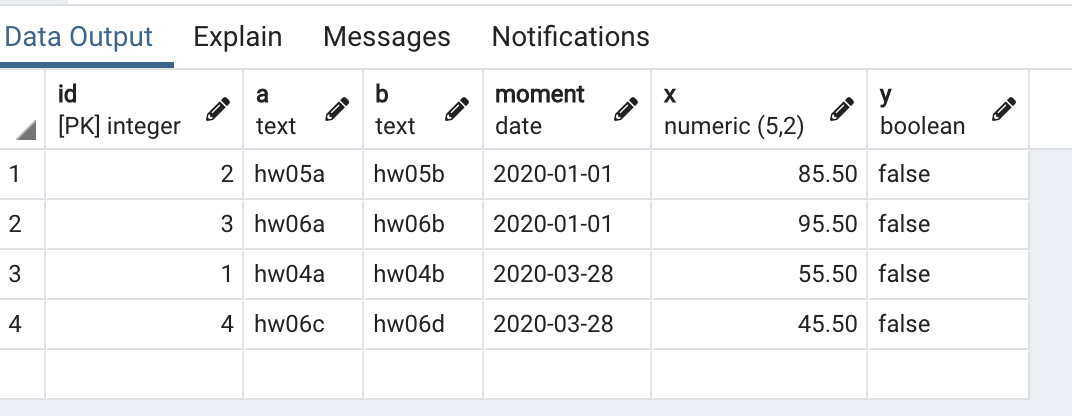 Data Output Explain Messages Notifications
id a b moment x y
[PK] integer text text date numeric (5,2) boolean
1 2 hw05a hw05b 2020-01-01 85.50 false
2 3 hw06a hw06b 2020-01-01 95.50 false
3 1 hw04a hw04b 2020-03-28 55.50 false
4 4 hw06c hw06d 2020-03-28 45.50 false